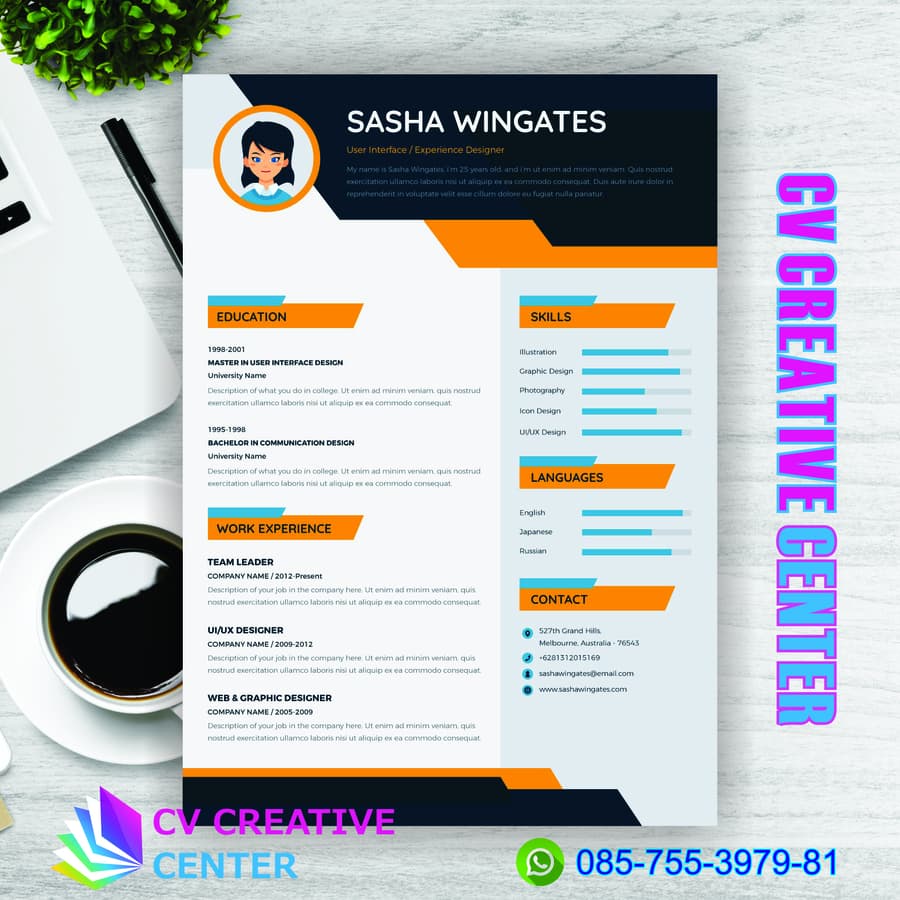 SASHA WINGATES
User Interface / Experience Designer
My name is Sasha Wingates. i'm 25 years old. and i'm ut enim ad minim veniam. Quis nostrud
exercitation ullamco laboris nisi ut aliquip ex ea commodo consequat. Duis aute irure dolor in
reprehenderit in voluptate velit esse cillum dolore eu fugiat nulla pariatur.
EDUCATION
1998-2001
MASTER IN USER INTERFACE DESIGN
University Name
Description of what you do in college. Ut enim ad minim veniam, quis nostrud
exercitation ullamco laboris nisi ut aliquip ex ea commodo consequat.
1995-1998
BACHELOR IN COMMUNICATION DESIGN
University Name
Description of what you do in college. Ut enim ad minim veniam, quis nostrud
exercitation ullamco laboris nisi ut aliquip ex ea commodo consequat.
WORK EXPERIENCE
TEAM LEADER
COMPANY NAME / 2012-Present
Description of your job in the company here. Ut enim ad minim veniam, quis
nostrud exercitation ullamco laboris nisi ut aliquip ex ea commodo consequat.
UI/UX DESIGNER
COMPANY NAME / 2009-2012
Description of your job in the company here. Ut enim ad minim veniam, quis
nostrud exercitation ullamco laboris nisi ut aliquip ex ea commodo consequat.
WEB & GRAPHIC DESIGNER
COMPANY NAME / 2005-2009
Description of your job in the company here. Ut enim ad minim veniam, quis
nostrud exercitation ullamco laboris nisi ut aliquip ex ea commodo consequat.
SKILLS
Illustration
Graphic Design
Photography
Icon Design
UI/UX Design
LANGUAGES
English
Japanese
Russian
CONTACT
527th Grand Hills,
Melbourne, Australia - 76543
+6281312015169
sashawingates@email.com
www.sashawingates.com
CV CREATIVE CENTER
CV CREATIVE
CENTER
085-755-3979-81